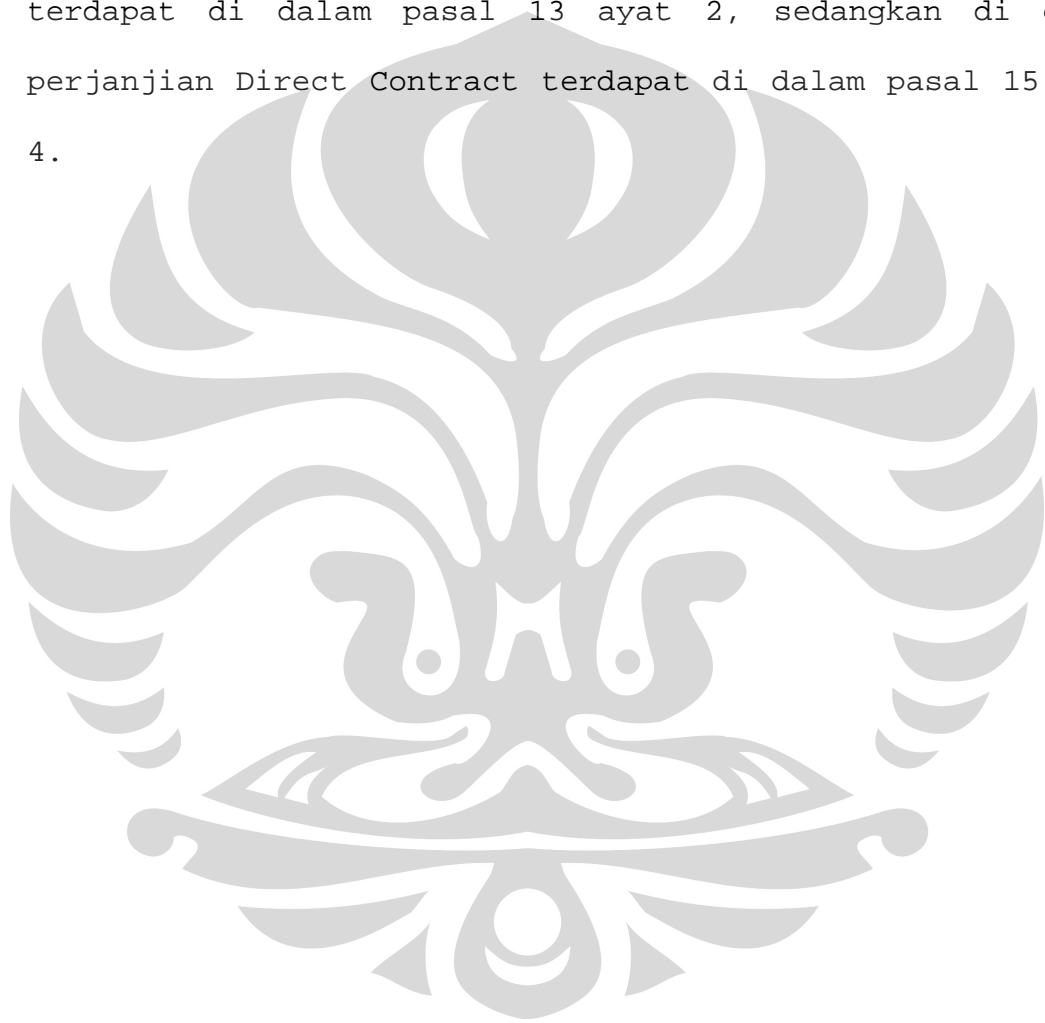 terdapat di dalam pasal 13 ayat 2, sedangkan di
perjanjian Direct Contract terdapat di dalam pasal 15
4.